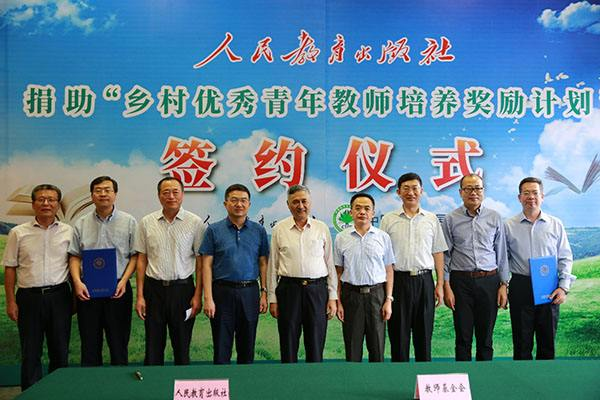 人民教育出版社
捐助“乡村优秀青年教师培养奖励计划
签约仪式
人民教育出版社
教师基金会